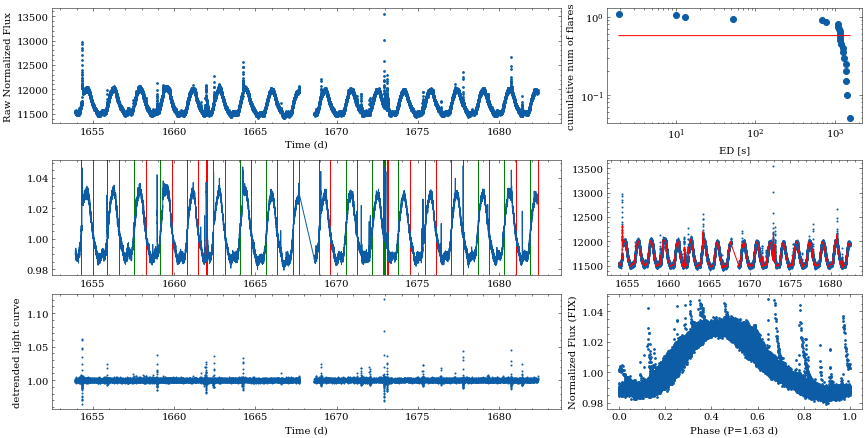 Raw Normalized Flux
13500
13000
12500
12000
11500
1655 1660 1665 1670 1675 1680
Time (d)
cumulative num of flares
10⁰
10⁻¹
10¹ 10² 10³
ED [s]
1.04
1.02
1.00
0.98
1655 1660 1665 1670 1675 1680
13500
13000
12500
12000
11500
1655 1660 1665 1670 1675 1680
detrended light curve
1.10
1.05
1.00
1655 1660 1665 1670 1675 1680
Time (d)
Normalized Flux (FIX)
1.04
1.02
1.00
0.98
0.0 0.2 0.4 0.6 0.8 1.0
Phase (P=1.63 d)